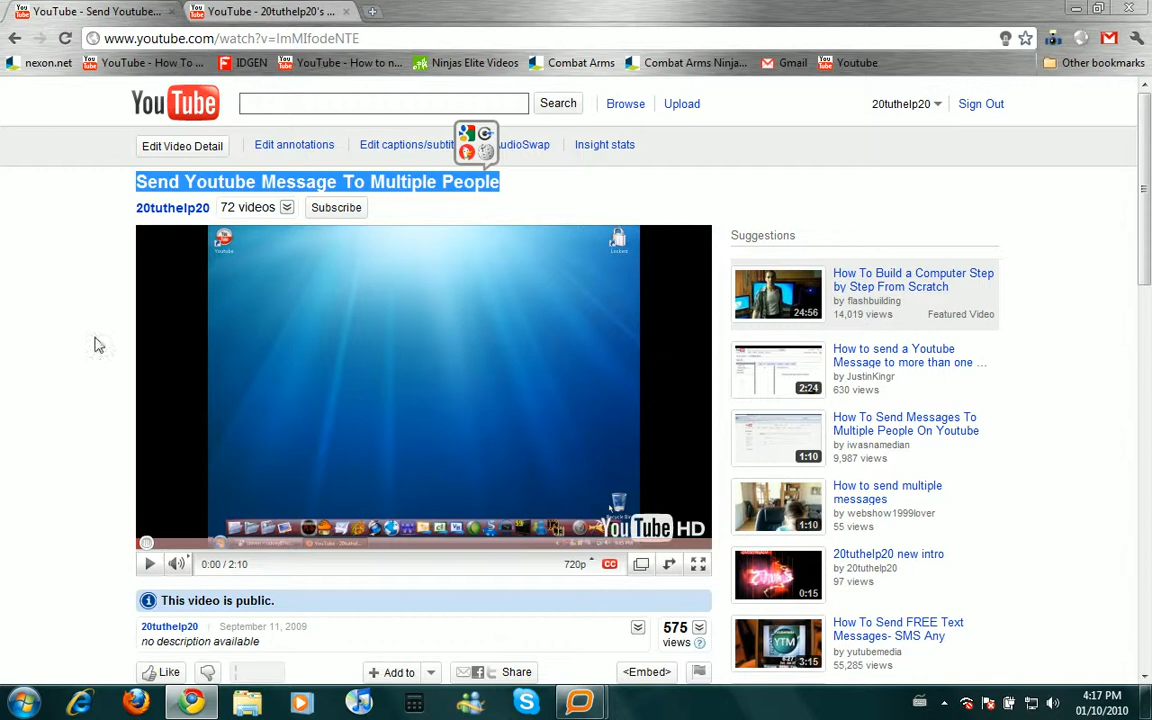 YouTube - Send YouTube...
YouTube - 20tuthelp20's ...
www.youtube.com/watch?v=ImMIfodeNTE
nexon.net
YouTube - How To ...
IDGEN
YouTube - How to n...
Ninjas Elite Videos
Combat Arms
Combat Arms Ninja...
Gmail
Youtube
Other bookmarks
YouTube
Search
Browse
Upload
20tuthelp20
Sign Out
Edit Video Detail
Edit annotations
Edit captions/subtit
udioSwap
Insight stats
Send Youtube Message To Multiple People
20tuthelp20
72 videos
Subscribe
Youtube
YouTube HD
0:00 / 2:10
720p
CC
This video is public.
20tuthelp20
September 11, 2009
no description available
575
views
Like
Add to
Share
<Embed>
Suggestions
24:56
How To Build a Computer Step
by Step From Scratch
by flashbuilding
14,019 views
Featured Video
2:24
How to send a Youtube
Message to more than one ...
by JustinKingr
630 views
1:10
How To Send Messages To
Multiple People On Youtube
by iwasnamedian
9,987 views
1:10
How to send multiple
messages
by webshow1999lover
55 views
0:15
20tuthelp20 new intro
by 20tuthelp20
97 views
YTM
3:15
How To Send FREE Text
Messages- SMS Any
by yutubemedia
55,285 views
4:17 PM
01/10/2010